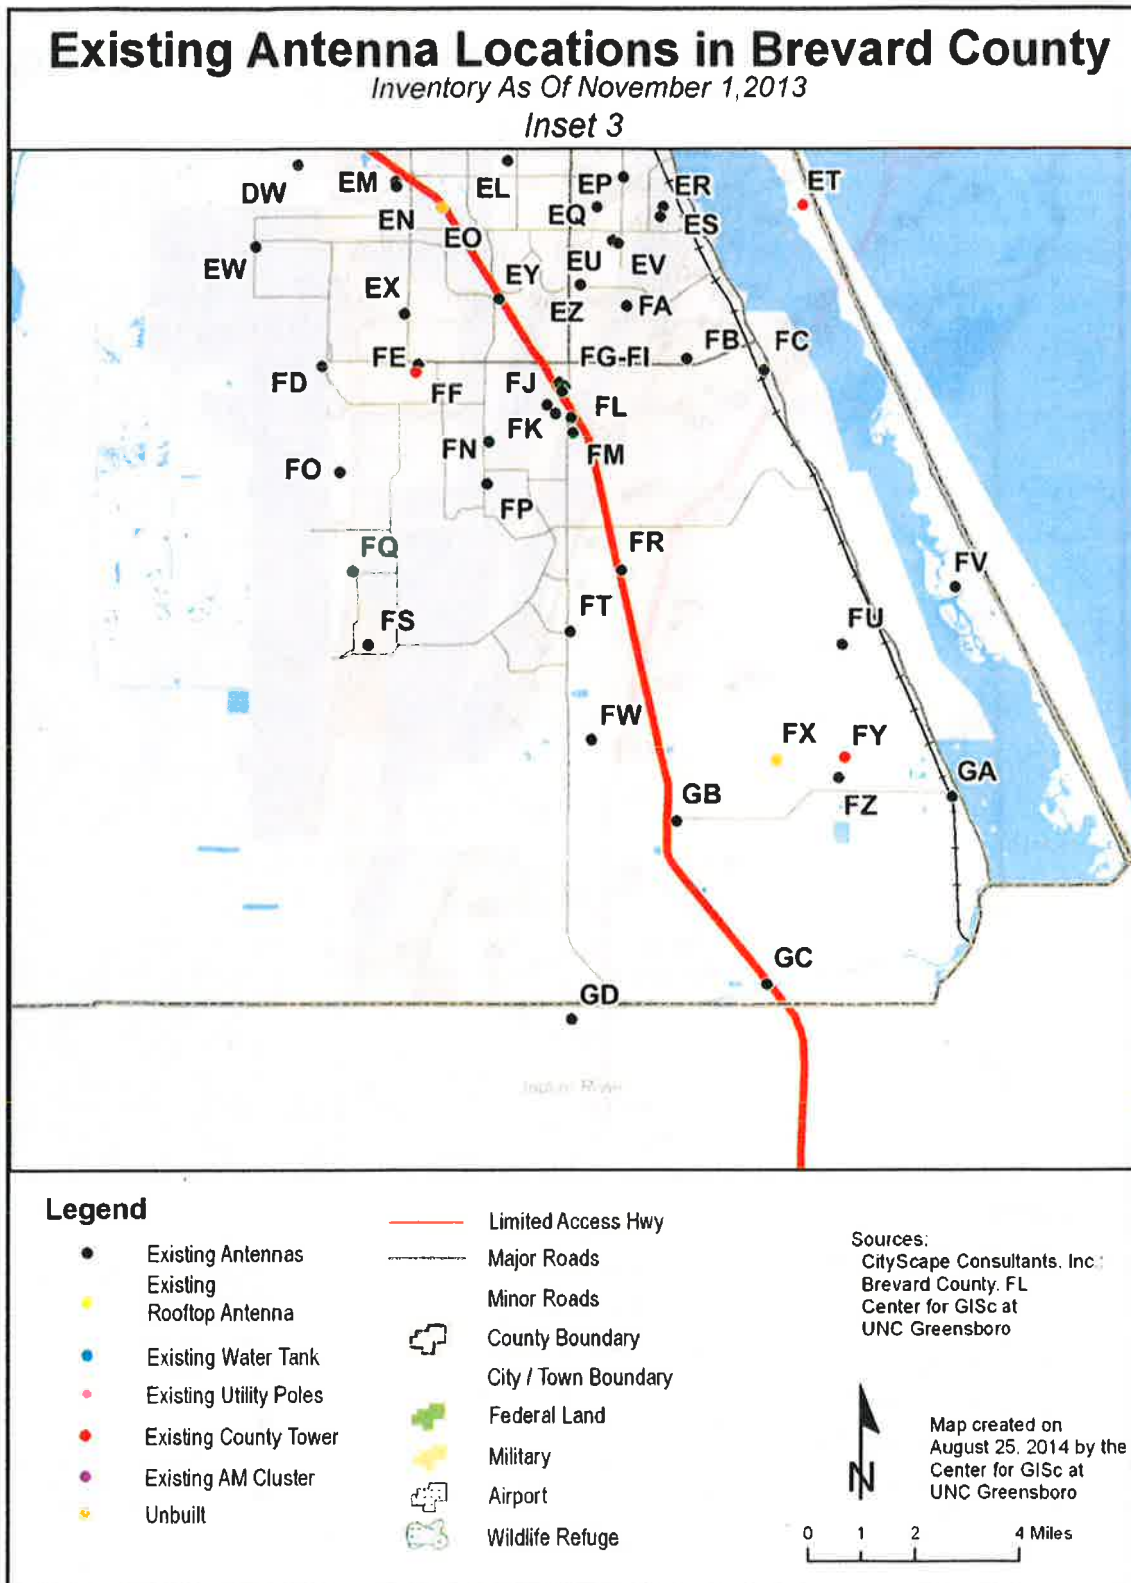 Existing Antenna Locations in Brevard County
Inventory As Of November 1,2013
Inset 3
DW
EM
EL
EP
ER
ET
EN
EQ
ES
EO
EW
EY
EU
EV
EX
EZ
FA
FB
FC
FE
FG-FI
FD
FF
FJ
FL
FK
FN
FM
FO
FP
FQ
FR
FV
FS
FT
FU
FW
FX
FY
GA
GB
FZ
GC
GD
Indian River
Legend
Existing Antennas
Existing
Rooftop Antenna
Existing Water Tank
Existing Utility Poles
Existing County Tower
Existing AM Cluster
Unbuilt
Limited Access Hwy
Major Roads
Minor Roads
County Boundary
City / Town Boundary
Federal Land
Military
Airport
Wildlife Refuge
Sources:
CityScape Consultants, Inc.;
Brevard County, FL
Center for GISc at
UNC Greensboro
N
Map created on
August 25, 2014 by the
Center for GISc at
UNC Greensboro
0 1 2 4 Miles